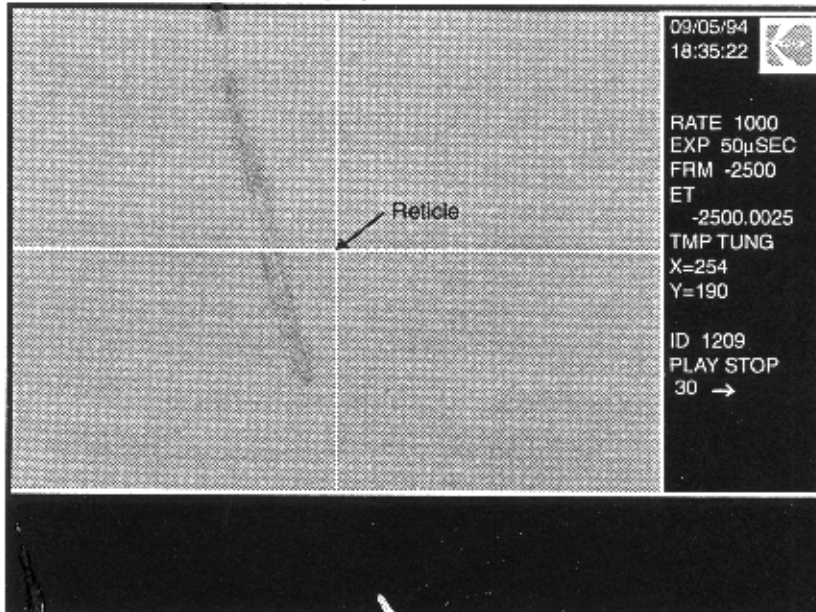 09/05/94
18:35:22
RATE 1000
EXP 50µSEC
FRM -2500
ET
-2500.0025
TMP TUNG
X=254
Y=190
ID 1209
PLAY STOP
30 →
Reticle